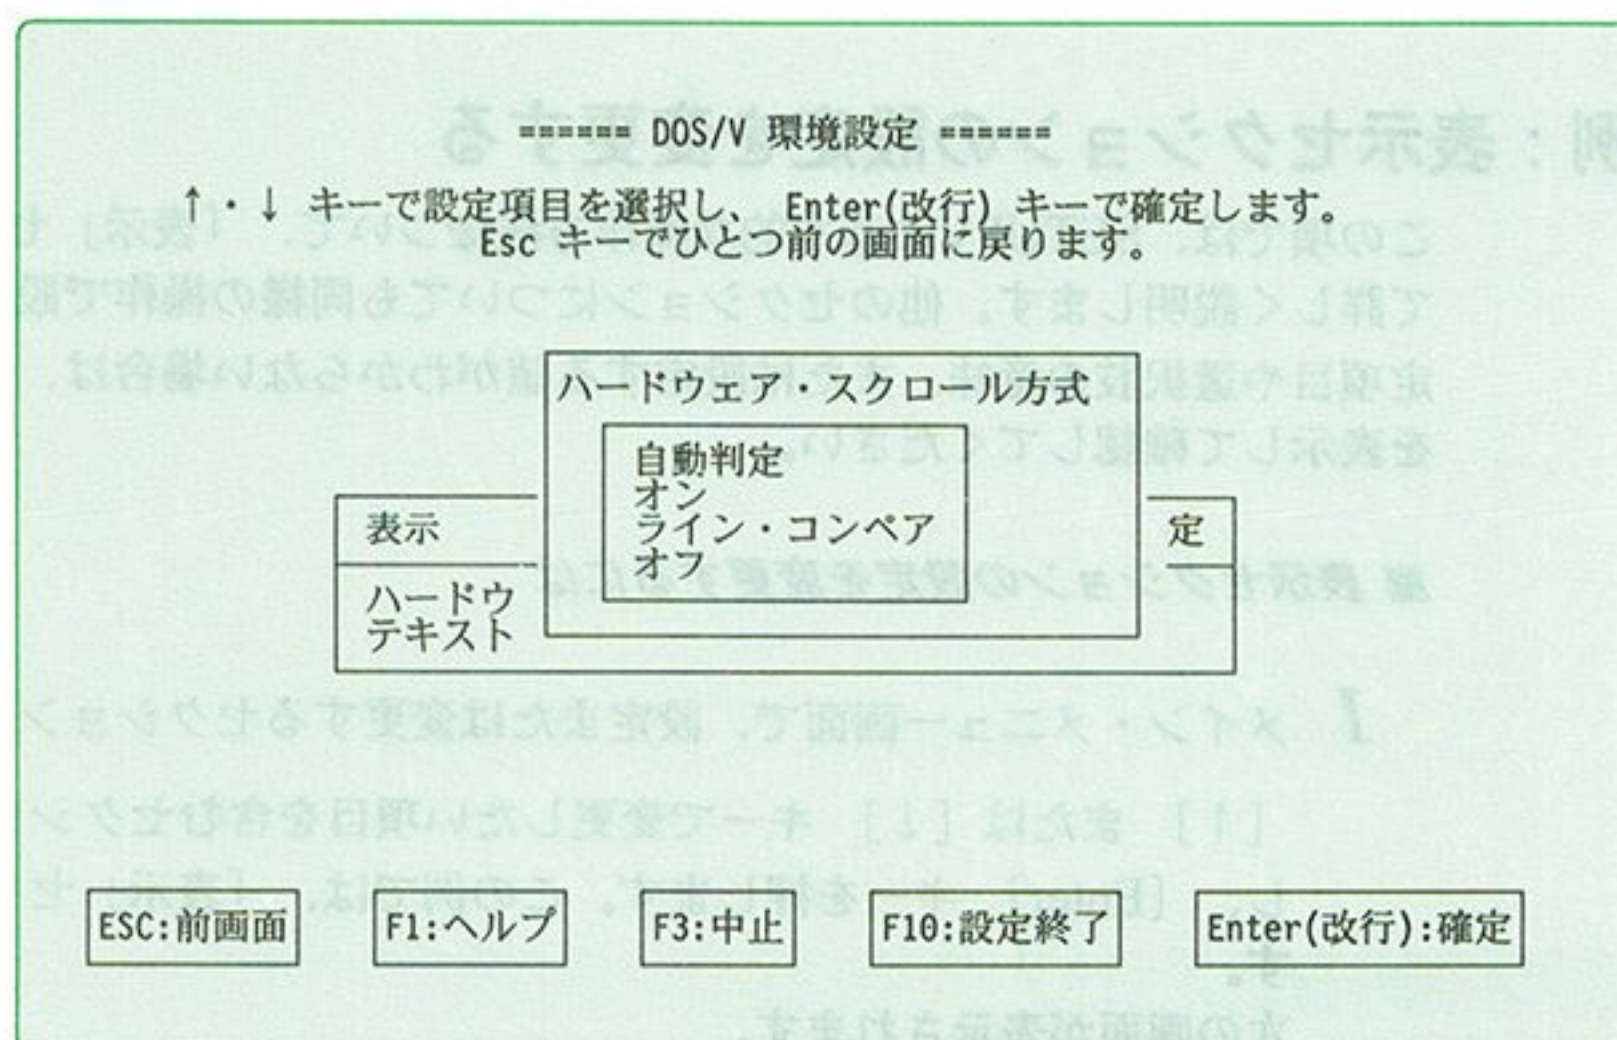 ====== DOS/V 環境設定 ======
↑・↓ キーで設定項目を選択し、 Enter(改行) キーで確定します。
Esc キーでひとつ前の画面に戻ります。
ハードウェア・スクロール方式
自動判定
オン
ライン・コンペア
オフ
表示
定
ハードウ
テキスト
ESC:前画面
F1:ヘルプ
F3:中止
F10:設定終了
Enter(改行):確定